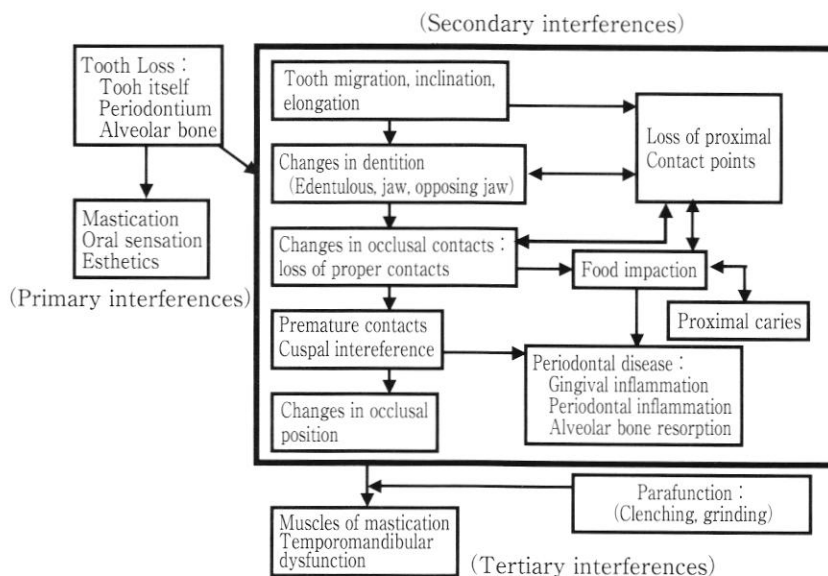 (Secondary interferences)
Tooth Loss：
Tooh itself
Periodontium
Alveolar bone
Mastication
Oral sensation
Esthetics
(Primary interferences)
Tooth migration, inclination,
elongation
Changes in dentition
(Edentulous, jaw, opposing jaw)
Changes in occlusal contacts：
loss of proper contacts
Premature contacts
Cuspal intereference
Changes in occlusal
position
Loss of proximal
Contact points
Food impaction
Proximal caries
Periodontal disease：
Gingival inflammation
Periodontal inflammation
Alveolar bone resorption
Parafunction：
(Clenching, grinding)
Muscles of mastication
Temporomandibular
dysfunction
(Tertiary interferences)